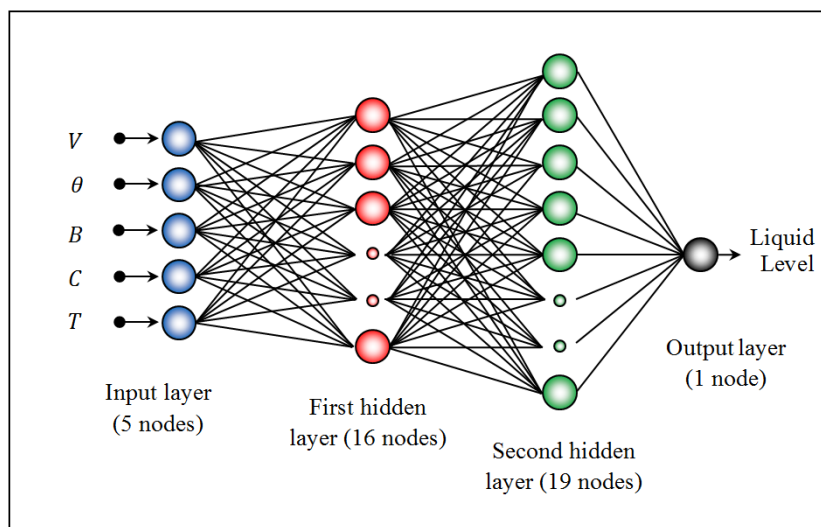 V
θ
B
C
T
Liquid
Level
Input layer
(5 nodes)
First hidden
layer (16 nodes)
Second hidden
layer (19 nodes)
Output layer
(1 node)